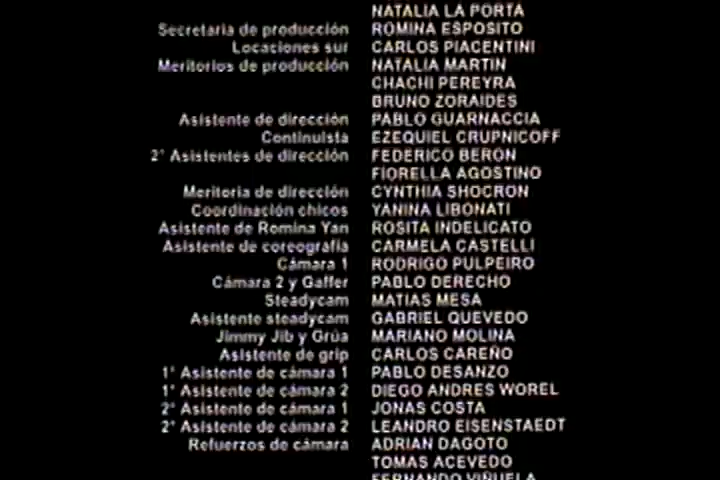 NATALIA LA PORTA
Secretaria de producción ROMINA ESPOSITO
Locaciones sur CARLOS PIACENTINI
Meritorios de producción NATALIA MARTIN
CHACHI PEREYRA
BRUNO ZORAIDES
Asistente de dirección PABLO GUARNACCIA
Continuista EZEQUIEL CRUPNICOFF
2° Asistentes de dirección FEDERICO BERON
FIORELLA AGOSTINO
Meritoria de dirección CYNTHIA SHOCRON
Coordinación chicos YANINA LIBONATI
Asistente de Romina Yan ROSITA INDELICATO
Asistente de coreografía CARMELA CASTELLI
Cámara 1 RODRIGO PULPEIRO
Cámara 2 y Gaffer PABLO DERECHO
Steadycam MATIAS MESA
Asistente steadycam GABRIEL QUEVEDO
Jimmy Jib y Grúa MARIANO MOLINA
Asistente de grip CARLOS CAREÑO
1° Asistente de cámara 1 PABLO DESANZO
1° Asistente de cámara 2 DIEGO ANDRES WOREL
2° Asistente de cámara 1 JONAS COSTA
2° Asistente de cámara 2 LEANDRO EISENSTAEDT
Refuerzos de cámara ADRIAN DAGOTO
TOMAS ACEVEDO
FERNANDO VIÑUELA